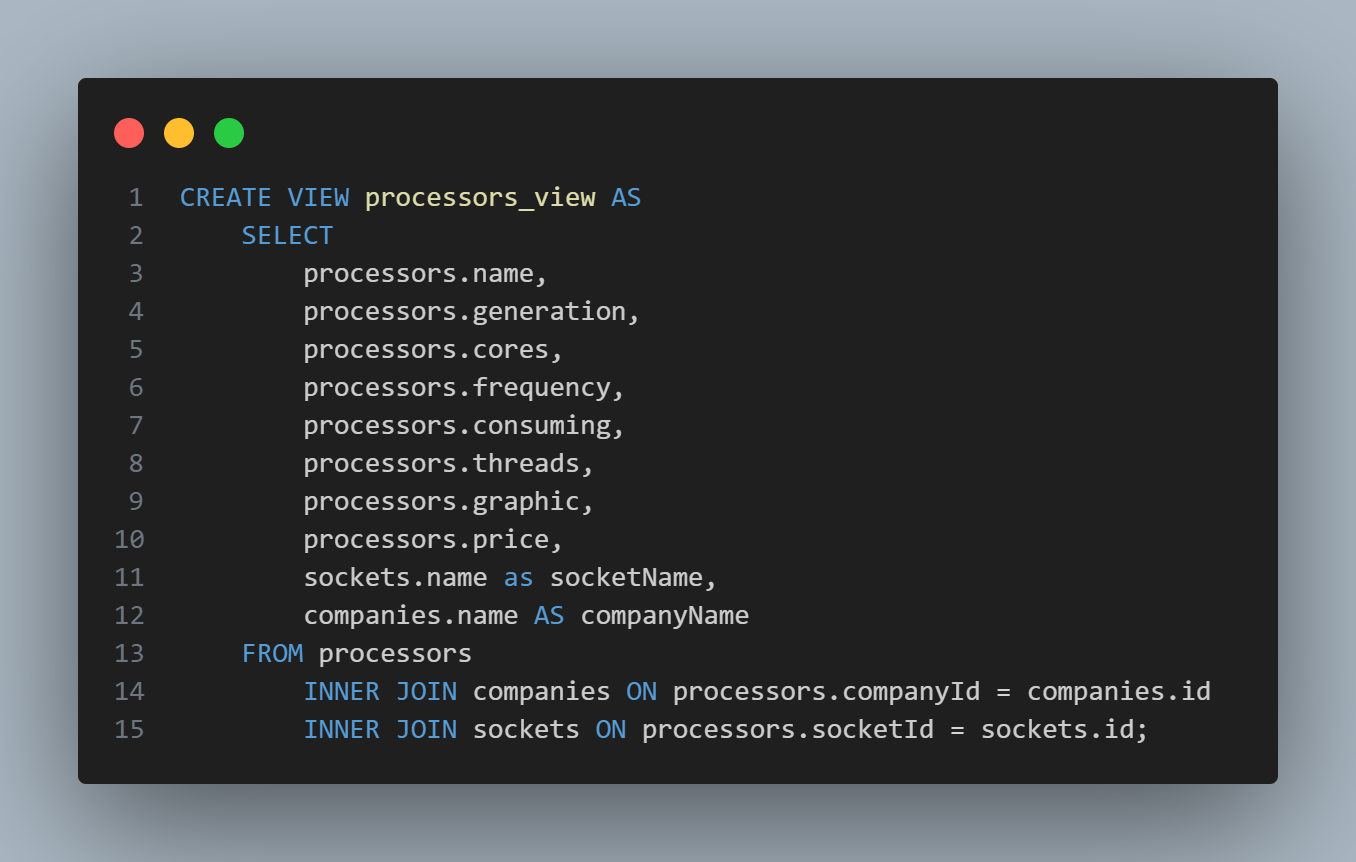 1 CREATE VIEW processors_view AS
2     SELECT
3         processors.name,
4         processors.generation,
5         processors.cores,
6         processors.frequency,
7         processors.consuming,
8         processors.threads,
9         processors.graphic,
10         processors.price,
11         sockets.name as socketName,
12         companies.name AS companyName
13     FROM processors
14         INNER JOIN companies ON processors.companyId = companies.id
15         INNER JOIN sockets ON processors.socketId = sockets.id;